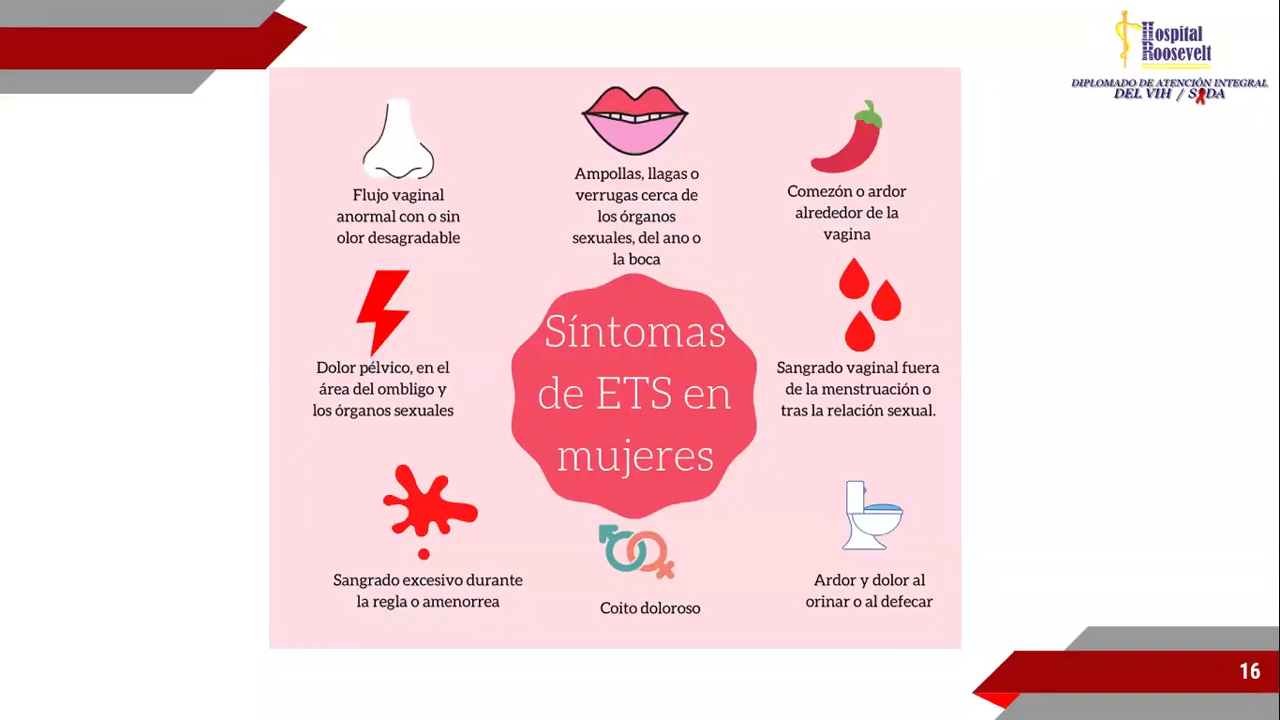 Hospital
Roosevelt
DIPLOMADO DE ATENCIÓN INTEGRAL
DEL VIH / SIDA
Flujo vaginal
anormal con o sin
olor desagradable
Ampollas, llagas o
verrugas cerca de
los órganos
sexuales, del ano o
la boca
Comezón o ardor
alrededor de la
vagina
Dolor pélvico, en el
área del ombligo y
los órganos sexuales
Síntomas
de ETS en
mujeres
Sangrado vaginal fuera
de la menstruación o
tras la relación sexual.
Sangrado excesivo durante
la regla o amenorrea
Coito doloroso
Ardor y dolor al
orinar o al defecar
16